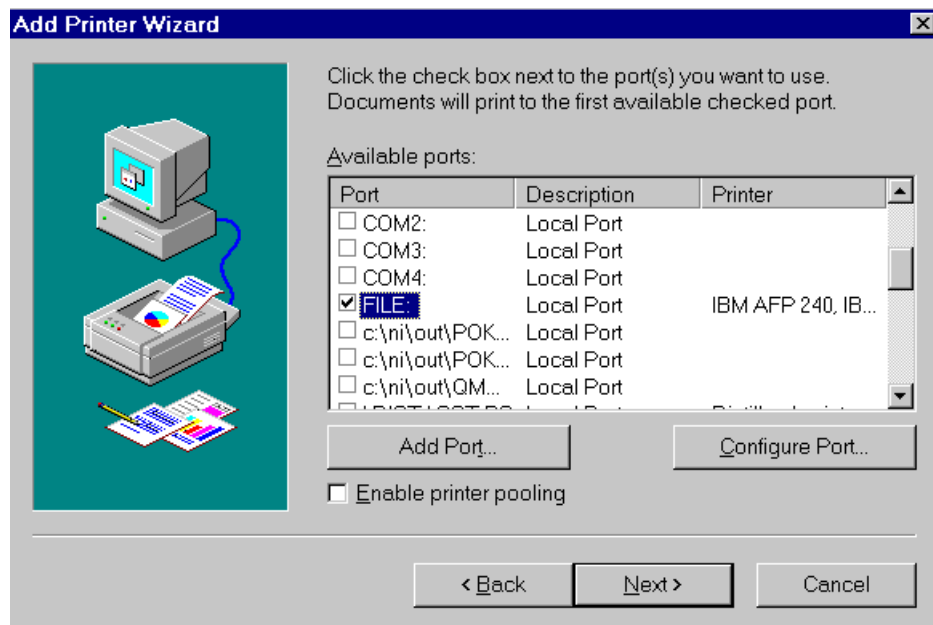 Add Printer Wizard
Click the check box next to the port(s) you want to use.
Documents will print to the first available checked port.
Available ports:
Port Description Printer
COM2: Local Port
COM3: Local Port
COM4: Local Port
FILE: Local Port IBM AFP 240, IB...
c:\ni\out\POK... Local Port
c:\ni\out\POK... Local Port
c:\ni\out\QM... Local Port
Add Port... Configure Port...
Enable printer pooling
< Back Next > Cancel